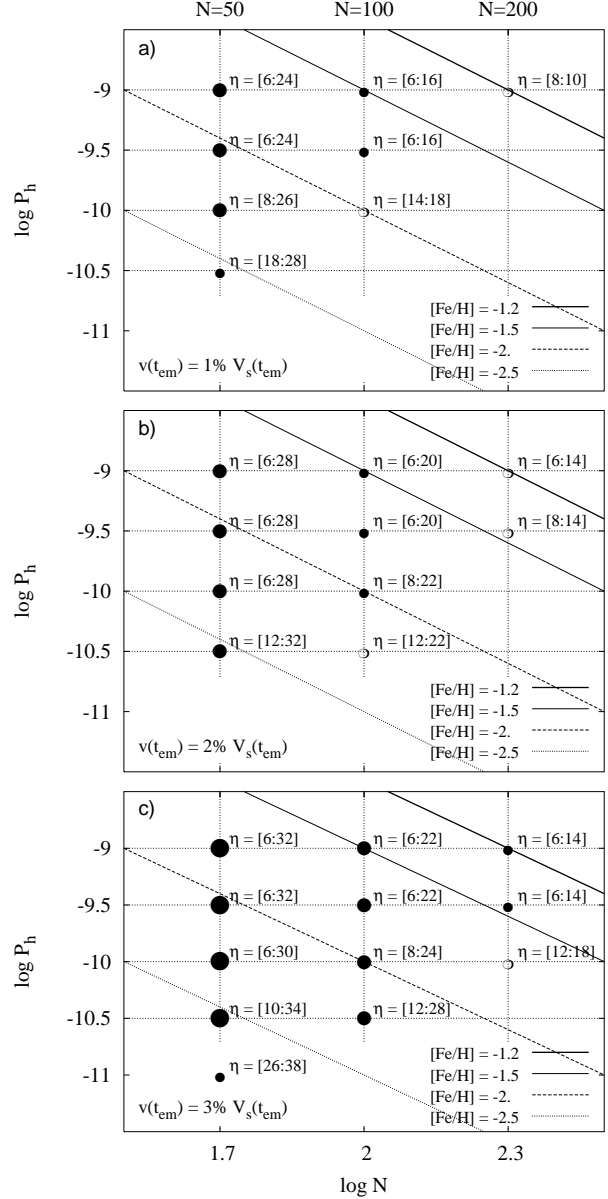 N=50 N=100 N=200
a)
-9 η = [6:24] η = [6:16] η = [8:10]
-9.5 η = [6:24] η = [6:16]
log P_h
-10 η = [8:26] η = [14:18]
-10.5 η = [18:28]
-11
[Fe/H] = -1.2
[Fe/H] = -1.5
[Fe/H] = -2.
[Fe/H] = -2.5
v(t_em) = 1% V_s(t_em)
b)
-9 η = [6:28] η = [6:20] η = [6:14]
-9.5 η = [6:28] η = [6:20] η = [8:14]
log P_h
-10 η = [6:28] η = [8:22]
-10.5 η = [12:32] η = [12:22]
-11
[Fe/H] = -1.2
[Fe/H] = -1.5
[Fe/H] = -2.
[Fe/H] = -2.5
v(t_em) = 2% V_s(t_em)
c)
-9 η = [6:32] η = [6:22] η = [6:14]
-9.5 η = [6:32] η = [6:22] η = [6:14]
log P_h
-10 η = [6:30] η = [8:24] η = [12:18]
-10.5 η = [10:34] η = [12:28]
-11 η = [26:38]
[Fe/H] = -1.2
[Fe/H] = -1.5
[Fe/H] = -2.
[Fe/H] = -2.5
v(t_em) = 3% V_s(t_em)
1.7 2 2.3
log N